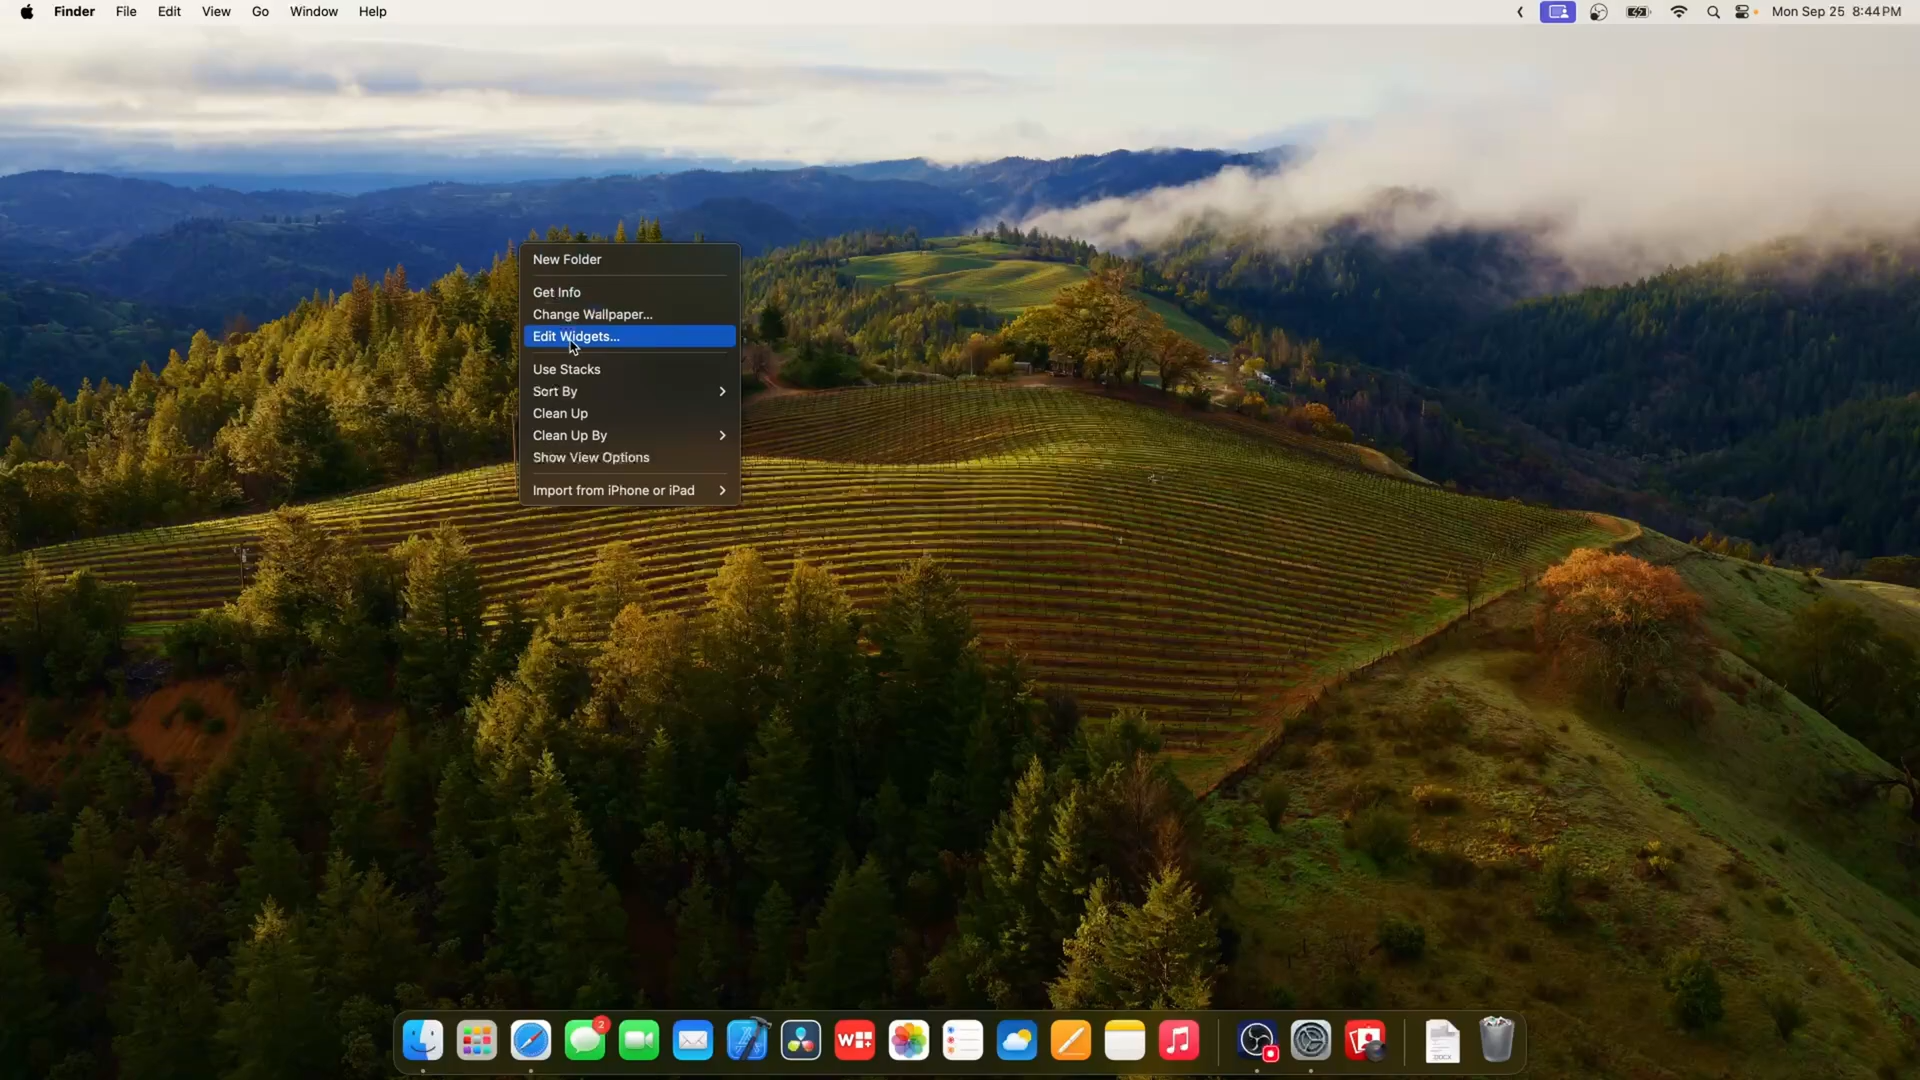 Finder File Edit View Go Window Help Mon Sep 25 8:44 PM
New Folder
Get Info
Change Wallpaper...
Edit Widgets...
Use Stacks
Sort By
Clean Up
Clean Up By
Show View Options
Import from iPhone or iPad
2
DOCX